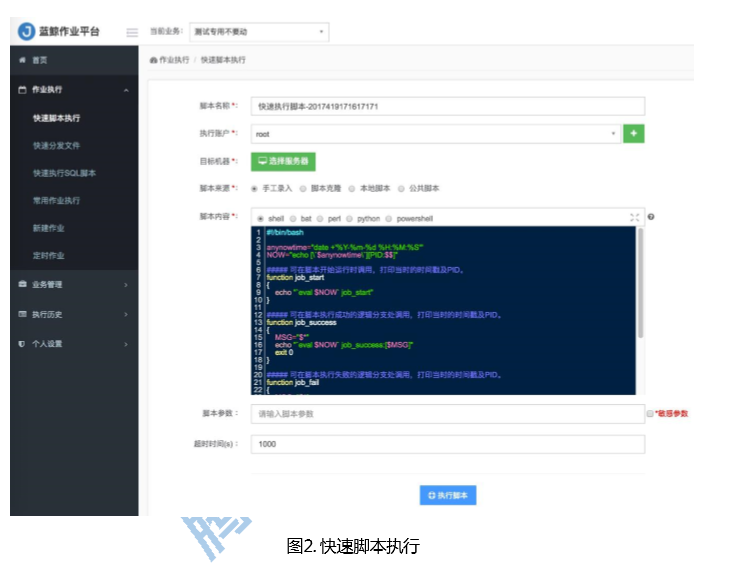 蓝鲸作业平台
当前业务: 测试专用不要动
首页
作业执行 / 快速脚本执行
作业执行
快速脚本执行
快速分发文件
快速执行SQL脚本
常用作业执行
新建作业
定时作业
业务管理
执行历史
个人设置
脚本名称 *: 快速执行脚本-2017419171617171
执行账户 *: root
目标机器 *: 选择服务器
脚本来源 *: 手工录入 脚本克隆 本地脚本 公共脚本
脚本内容 *: shell bat perl python powershell
1 #!/bin/bash
2
3 anynowtime="date +'%Y-%m-%d %H:%M:%S'"
4 NOW="echo [\`$anynowtime\`][PID:$$]"
5
6 ##### 可在脚本开始运行时调用,打印当时的时间戳及PID。
7 function job_start
8 {
9 echo "`eval $NOW` job_start"
10 }
11
12 ##### 可在脚本执行成功的逻辑分支处调用,打印当时的时间戳及PID。
13 function job_success
14 {
15 MSG="$*"
16 echo "`eval $NOW` job_success:[$MSG]"
17 exit 0
18 }
19
20 ##### 可在脚本执行失败的逻辑分支处调用,打印当时的时间戳及PID。
21 function job_fail
22 {
脚本参数: 请输入脚本参数 *敏感参数
超时时间(s): 1000
执行脚本
图2. 快速脚本执行